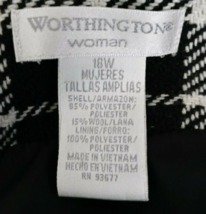 WORTHINGTON®
woman
16W
MUJERES
TALLAS AMPLIAS
SHELL/ARMAZON:
85% POLYESTER/
POLIESTER
15% WOOL/LANA
LINING/FORRO:
100% POLYESTER/
POLIESTER
MADE IN VIETNAM
HECHO EN VIETNAM
RN 93677